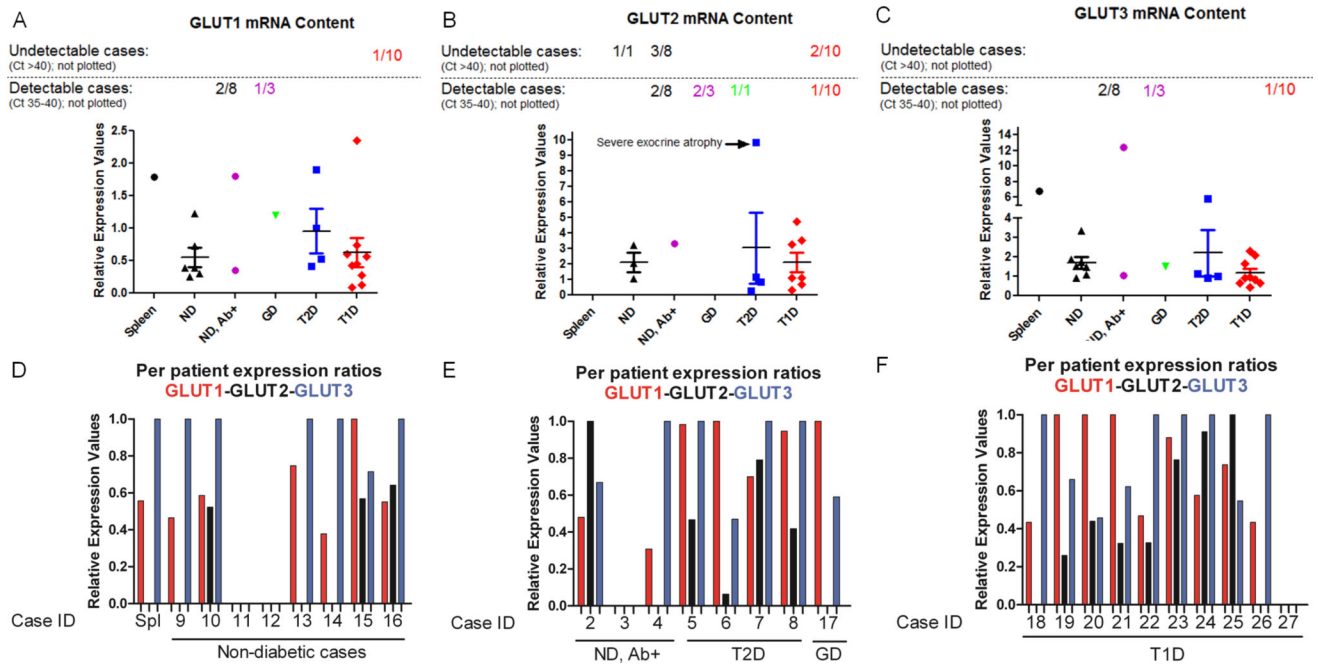 A
GLUT1 mRNA Content
Undetectable cases:
(Ct >40); not plotted)
1/10
Detectable cases:
(Ct 35-40); not plotted)
2/8 1/3
Relative Expression Values
2.5
2.0
1.5
1.0
0.5
0.0
Spleen ND ND, Ab+ GD T2D T1D
B
GLUT2 mRNA Content
Undetectable cases:
(Ct >40); not plotted)
1/1 3/8 2/10
Detectable cases:
(Ct 35-40); not plotted)
2/8 2/3 1/1 1/10
Relative Expression Values
Severe exocrine atrophy
10
9
8
7
6
5
4
3
2
1
0
Spleen ND ND, Ab+ GD T2D T1D
C
GLUT3 mRNA Content
Undetectable cases:
(Ct >40); not plotted)
Detectable cases:
(Ct 35-40); not plotted)
2/8 1/3 1/10
Relative Expression Values
14
12
10
8
6
4
4
3
2
1
0
Spleen ND ND, Ab+ GD T2D T1D
D
Per patient expression ratios
GLUT1-GLUT2-GLUT3
Relative Expression Values
1.0
0.8
0.6
0.4
0.2
0.0
Case ID
Spl 9 10 11 12 13 14 15 16
Non-diabetic cases
E
Per patient expression ratios
GLUT1-GLUT2-GLUT3
Relative Expression Values
1.0
0.8
0.6
0.4
0.2
0.0
Case ID
2 3 4 5 6 7 8 17
ND, Ab+ T2D GD
F
Per patient expression ratios
GLUT1-GLUT2-GLUT3
Relative Expression Values
1.0
0.8
0.6
0.4
0.2
0.0
Case ID
18 19 20 21 22 23 24 25 26 27
T1D